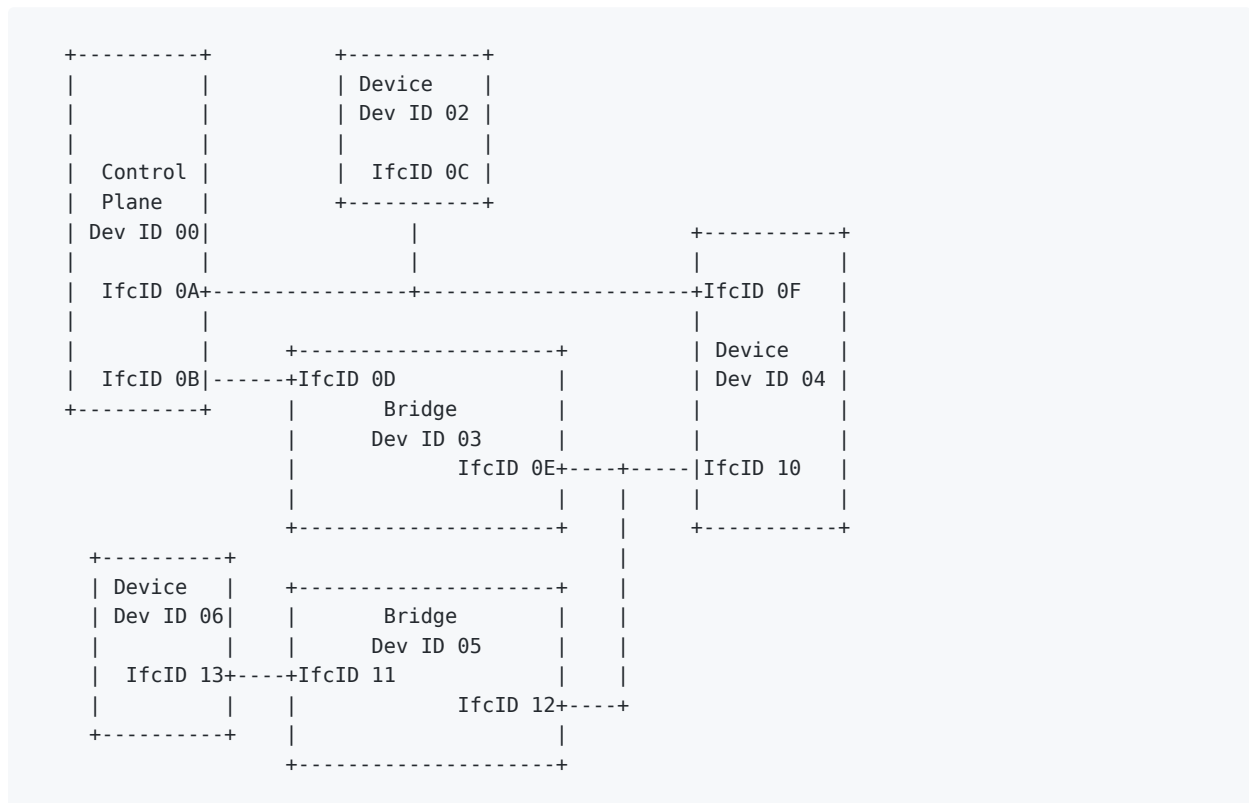 Device
Dev ID 02
Control IfcID 0C
Plane
Dev ID 00
IfcID 0A IfcID 0F
Device
IfcID 0B IfcID 0D Dev ID 04
Bridge
Dev ID 03
IfcID 0E IfcID 10
Device
Dev ID 06 Bridge
Dev ID 05
IfcID 13 IfcID 11
IfcID 12